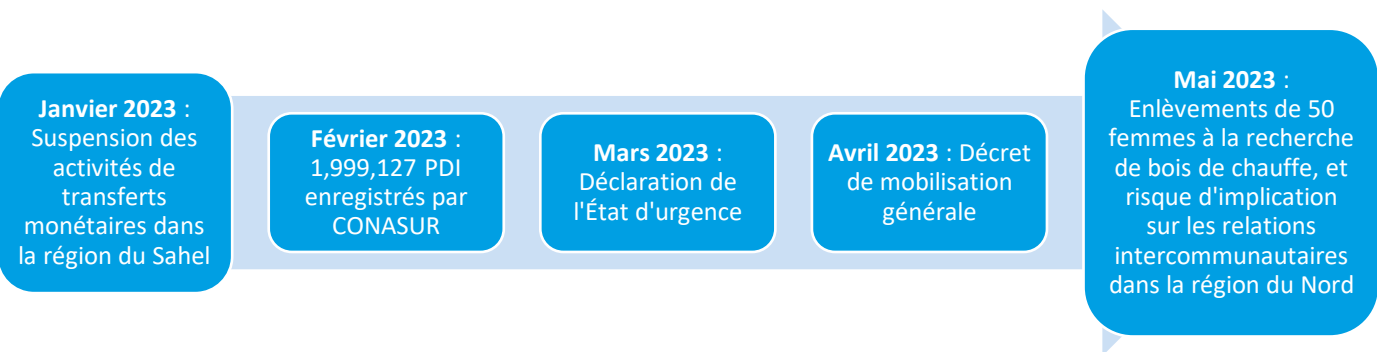 Janvier 2023 :
Suspension des
activités de
transferts
monétaires dans
la région du Sahel
Février 2023 :
1,999,127 PDI
enregistrés par
CONASUR
Mars 2023 :
Déclaration de
l'État d'urgence
Avril 2023 : Décret
de mobilisation
générale
Mai 2023 :
Enlèvements de 50
femmes à la recherche
de bois de chauffe, et
risque d'implication
sur les relations
intercommunautaires
dans la région du Nord